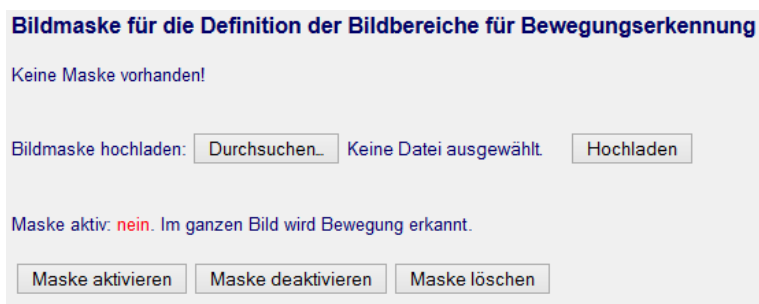 Bildmaske für die Definition der Bildbereiche für Bewegungserkennung
Keine Maske vorhanden!
Bildmaske hochladen: Durchsuchen… Keine Datei ausgewählt. Hochladen
Maske aktiv: nein. Im ganzen Bild wird Bewegung erkannt.
Maske aktivieren Maske deaktivieren Maske löschen